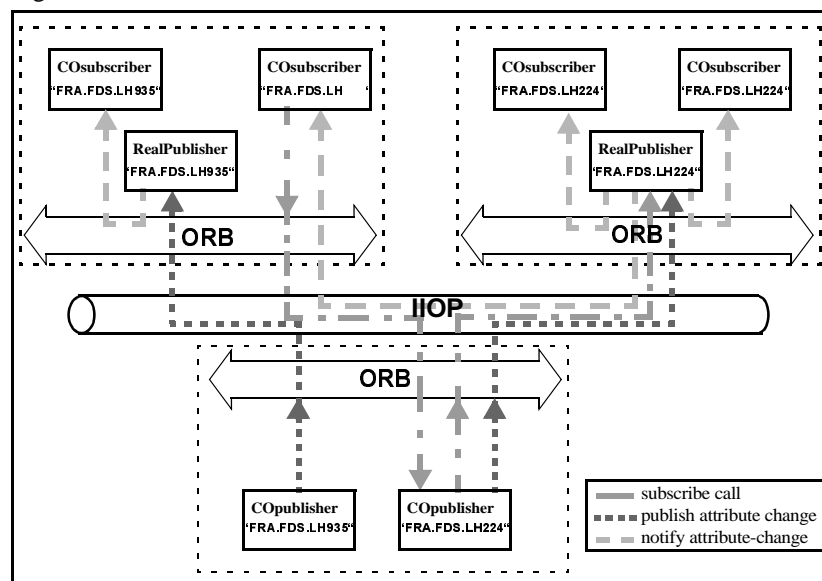 COsubscriber
"FRA.FDS.LH935"
COsubscriber
"FRA.FDS.LH
COsubscriber
"FRA.FDS.LH224"
COsubscriber
"FRA.FDS.LH224"
RealPublisher
"FRA.FDS.LH935"
RealPublisher
"FRA.FDS.LH224"
ORB
ORB
IIOP
ORB
COpublisher
"FRA.FDS.LH935"
COpublisher
"FRA.FDS.LH224"
subscribe call
publish attribute change
notify attribute-change